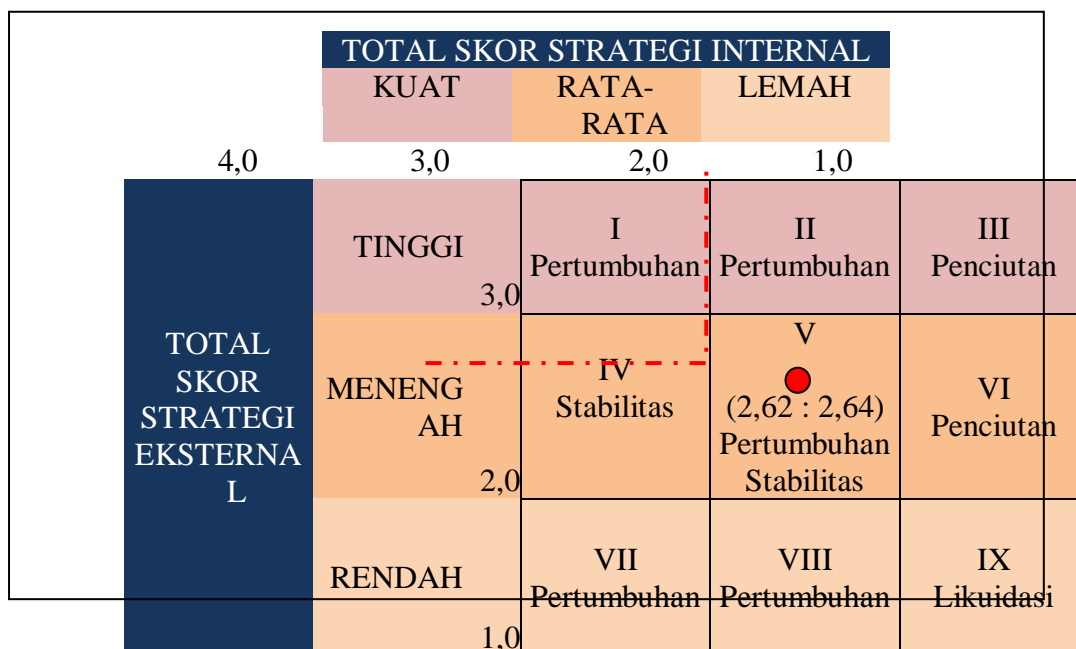 TOTAL SKOR STRATEGI INTERNAL
KUAT
RATA-
RATA
LEMAH
4,0
3,0
2,0
1,0
TOTAL
SKOR
STRATEGI
EKSTERNA
L
TINGGI
3,0
I
Pertumbuhan
II
Pertumbuhan
III
Penciutan
MENENG
AH
2,0
IV
Stabilitas
V
(2,62 : 2,64)
Pertumbuhan
Stabilitas
VI
Penciutan
RENDAH
1,0
VII
Pertumbuhan
VIII
Pertumbuhan
IX
Likuidasi